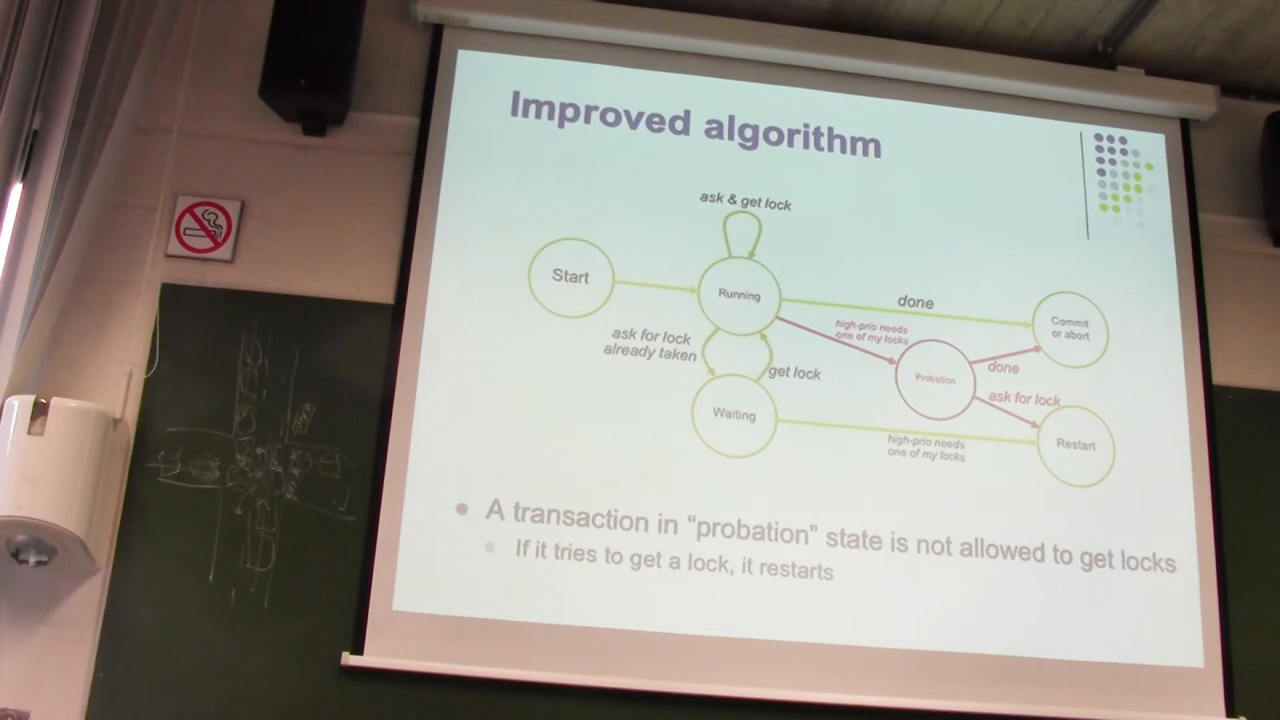 Improved algorithm
ask & get lock
Start
Running
done
Commit
or abort
high-prio needs
one of my locks
ask for lock
already taken
get lock
Probation
done
ask for lock
Waiting
high-prio needs
one of my locks
Restart
A transaction in “probation” state is not allowed to get locks
If it tries to get a lock, it restarts